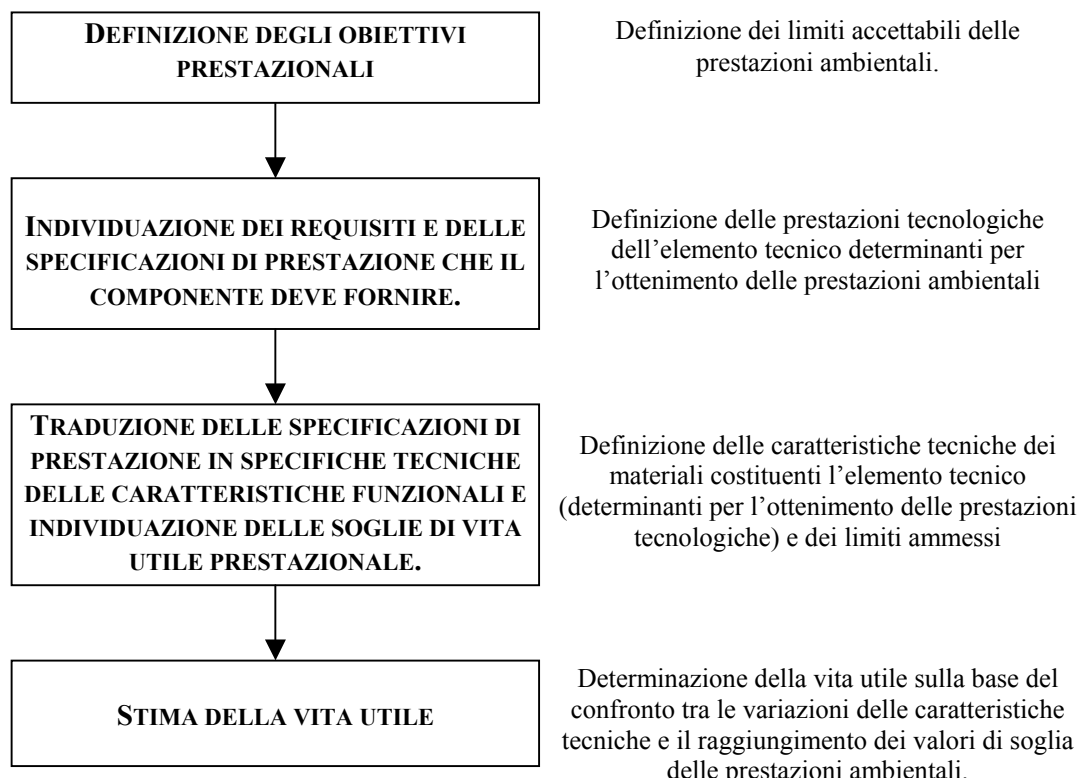 DEFINIZIONE DEGLI OBIETTIVI
PRESTAZIONALI
Definizione dei limiti accettabili delle
prestazioni ambientali.
INDIVIDUAZIONE DEI REQUISITI E DELLE
SPECIFICAZIONI DI PRESTAZIONE CHE IL
COMPONENTE DEVE FORNIRE.
Definizione delle prestazioni tecnologiche
dell’elemento tecnico determinanti per
l’ottenimento delle prestazioni ambientali
TRADUZIONE DELLE SPECIFICAZIONI DI
PRESTAZIONE IN SPECIFICHE TECNICHE
DELLE CARATTERISTICHE FUNZIONALI E
INDIVIDUAZIONE DELLE SOGLIE DI VITA
UTILE PRESTAZIONALE.
Definizione delle caratteristiche tecniche dei
materiali costituenti l’elemento tecnico
(determinanti per l’ottenimento delle prestazioni
tecnologiche) e dei limiti ammessi
STIMA DELLA VITA UTILE
Determinazione della vita utile sulla base del
confronto tra le variazioni delle caratteristiche
tecniche e il raggiungimento dei valori di soglia
delle prestazioni ambientali.